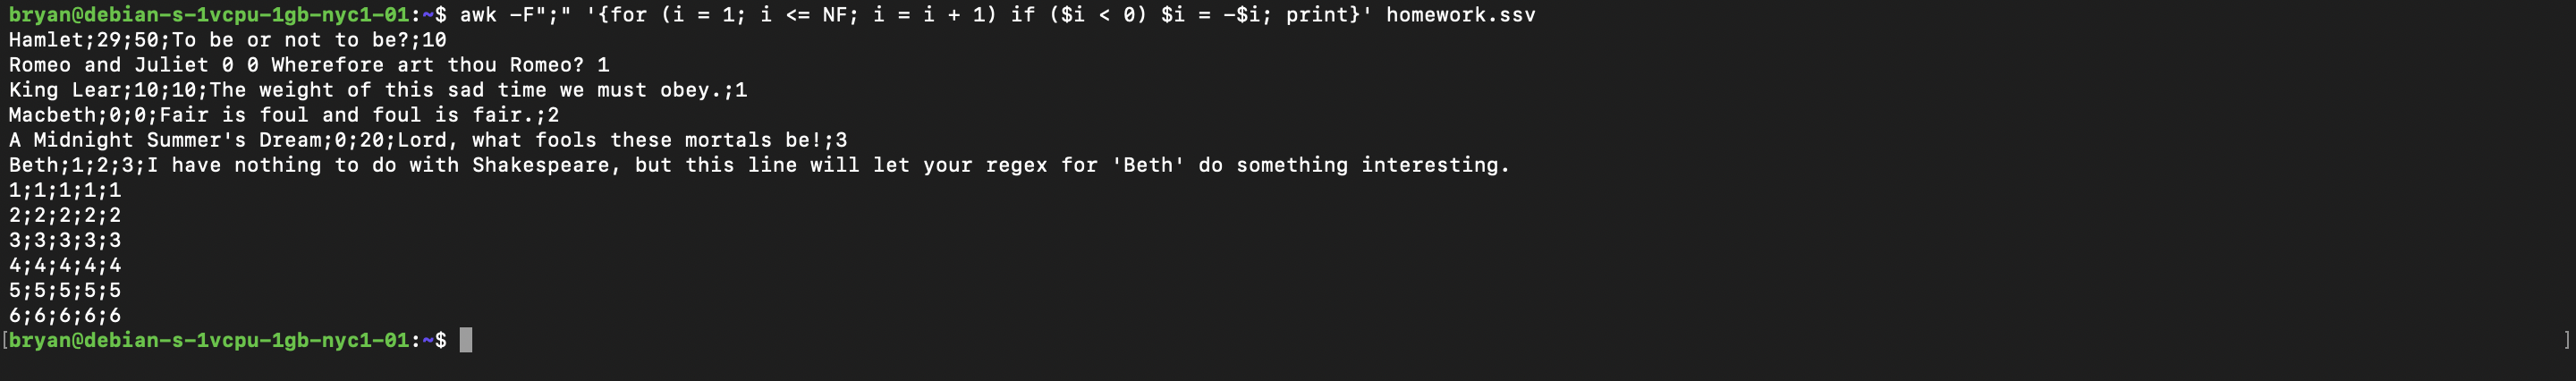 bryan@debian-s-1vcpu-1gb-nyc1-01:~$ awk -F";" '{for (i = 1; i <= NF; i = i + 1) if ($i < 0) $i = -$i; print}' homework.ssv
Hamlet;29;50;To be or not to be?;10
Romeo and Juliet 0 0 Wherefore art thou Romeo? 1
King Lear;10;10;The weight of this sad time we must obey.;1
Macbeth;0;0;Fair is foul and foul is fair.;2
A Midnight Summer's Dream;0;20;Lord, what fools these mortals be!;3
Beth;1;2;3;I have nothing to do with Shakespeare, but this line will let your regex for 'Beth' do something interesting.
1;1;1;1;1
2;2;2;2;2
3;3;3;3;3
4;4;4;4;4
5;5;5;5;5
6;6;6;6;6
[bryan@debian-s-1vcpu-1gb-nyc1-01:~$ ]